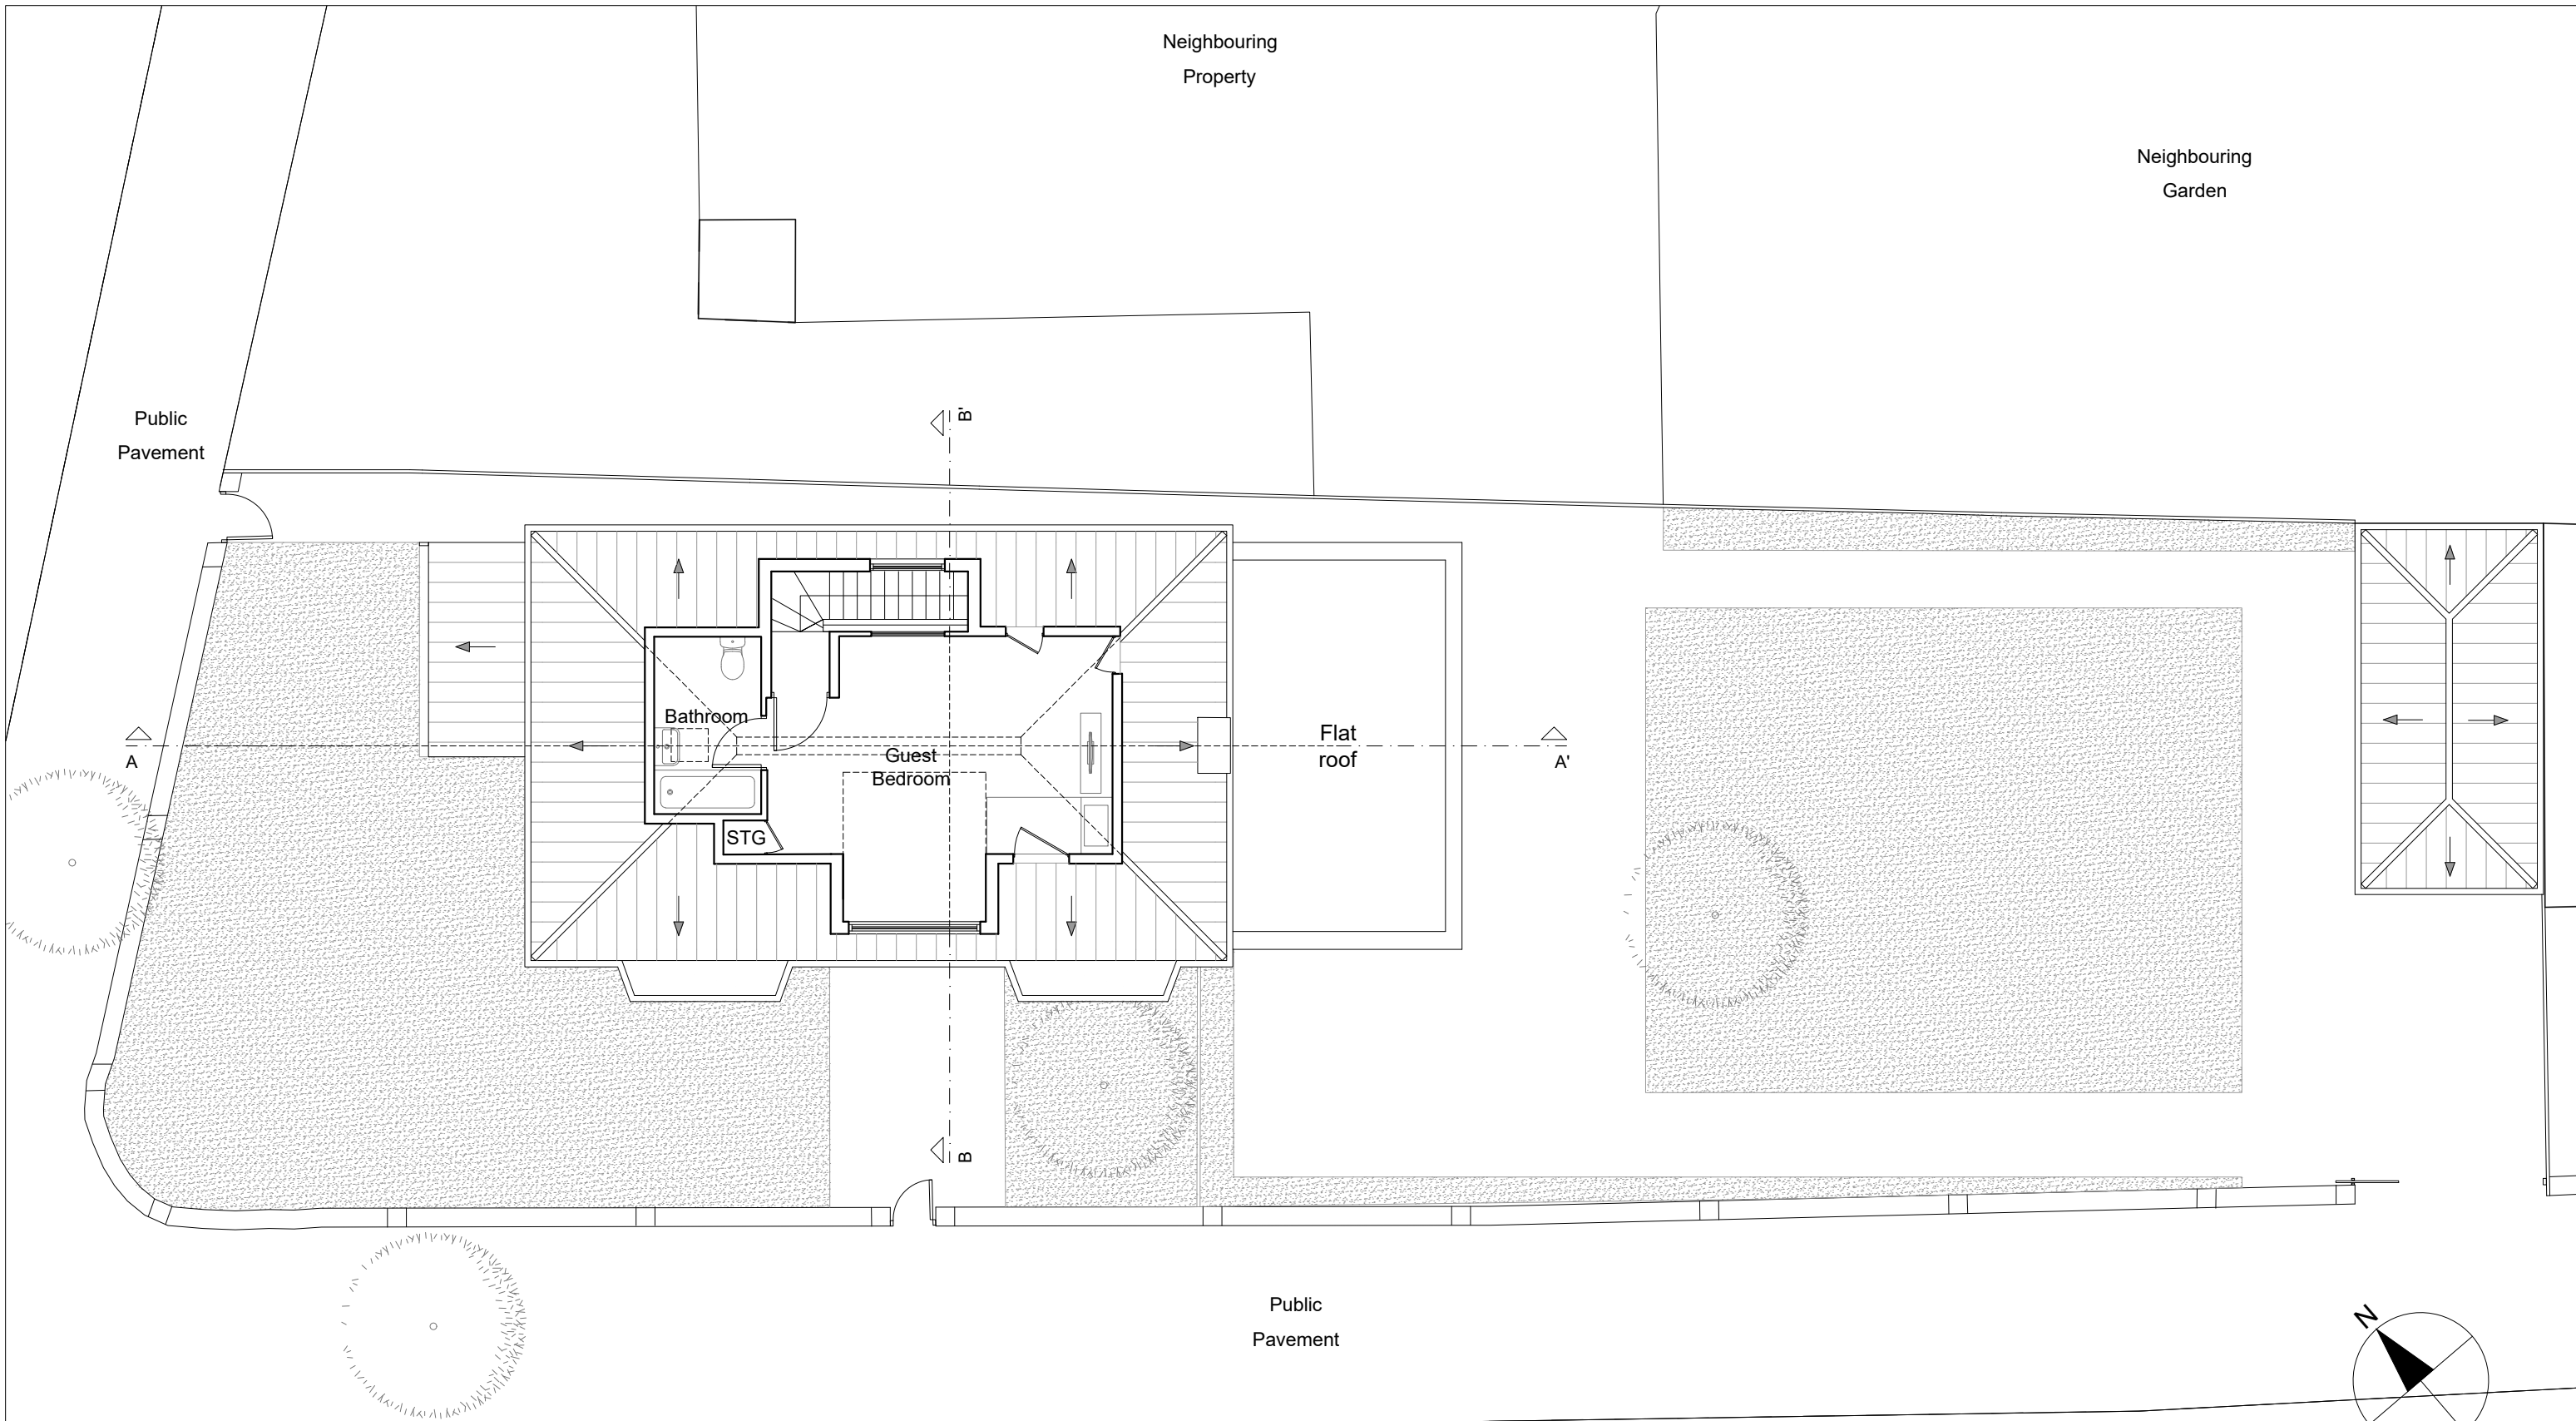 Neighbouring
Property
Neighbouring
Garden
Public
Pavement
B'
Bathroom
Guest
Bedroom
Flat
roof
A
A'
STG
B
Public
Pavement
N